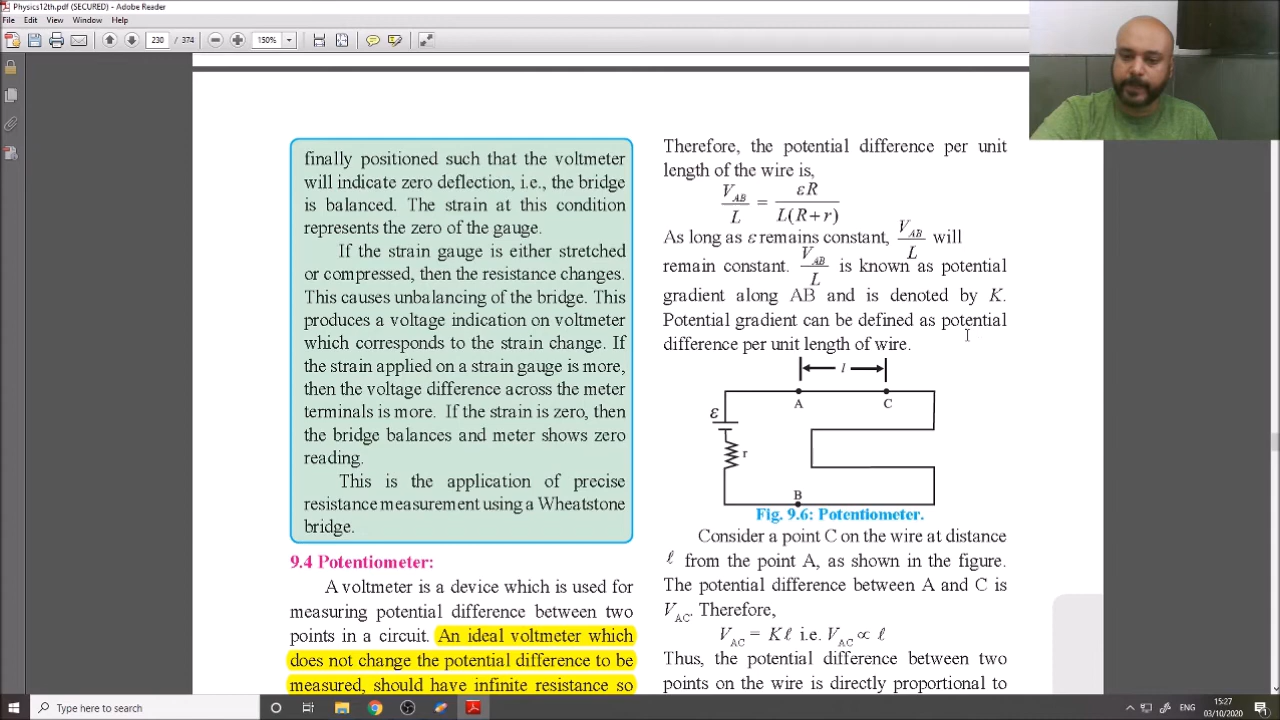 Physics12th.pdf (SECURED) - Adobe Reader
File Edit View Window Help
230 / 374 150%
finally positioned such that the voltmeter
will indicate zero deflection, i.e., the bridge
is balanced. The strain at this condition
represents the zero of the gauge.
If the strain gauge is either stretched
or compressed, then the resistance changes.
This causes unbalancing of the bridge. This
produces a voltage indication on voltmeter
which corresponds to the strain change. If
the strain applied on a strain gauge is more,
then the voltage difference across the meter
terminals is more. If the strain is zero, then
the bridge balances and meter shows zero
reading.
This is the application of precise
resistance measurement using a Wheatstone
bridge.
9.4 Potentiometer:
A voltmeter is a device which is used for
measuring potential difference between two
points in a circuit. An ideal voltmeter which
does not change the potential difference to be
measured, should have infinite resistance so
Therefore, the potential difference per unit
length of the wire is,
V_AB / L = εR / L(R+r)
As long as ε remains constant, V_AB / L will
remain constant. V_AB / L is known as potential
gradient along AB and is denoted by K.
Potential gradient can be defined as potential
difference per unit length of wire.
l
A C
ε
r
B
Fig. 9.6: Potentiometer.
Consider a point C on the wire at distance
ℓ from the point A, as shown in the figure.
The potential difference between A and C is
V_AC. Therefore,
V_AC = Kℓ i.e. V_AC ∝ ℓ
Thus, the potential difference between two
points on the wire is directly proportional to
Type here to search
ENG
15:27
03/10/2020